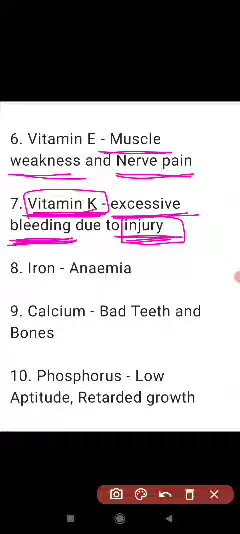 6. Vitamin E - Muscle
weakness and Nerve pain
7. Vitamin K - excessive
bleeding due to injury
8. Iron - Anaemia
9. Calcium - Bad Teeth and
Bones
10. Phosphorus - Low
Aptitude, Retarded growth